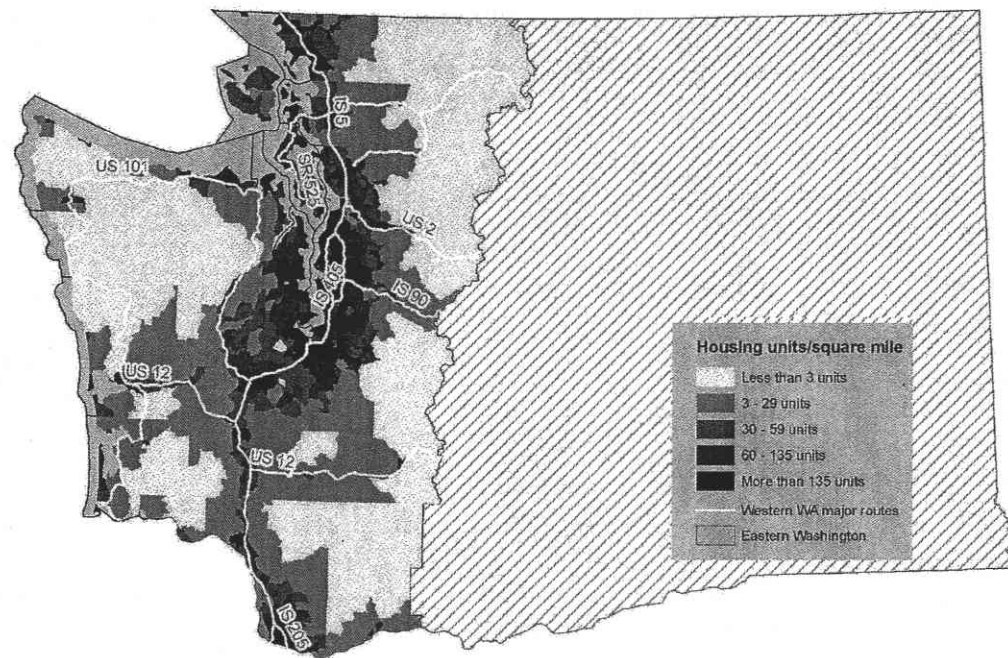 US 101
IS 5
SR 525
US 2
IS 405
IS 90
US 12
US 12
IS 205
Housing units/square mile
Less than 3 units
3 - 29 units
30 - 59 units
60 - 135 units
More than 135 units
Western WA major routes
Eastern Washington